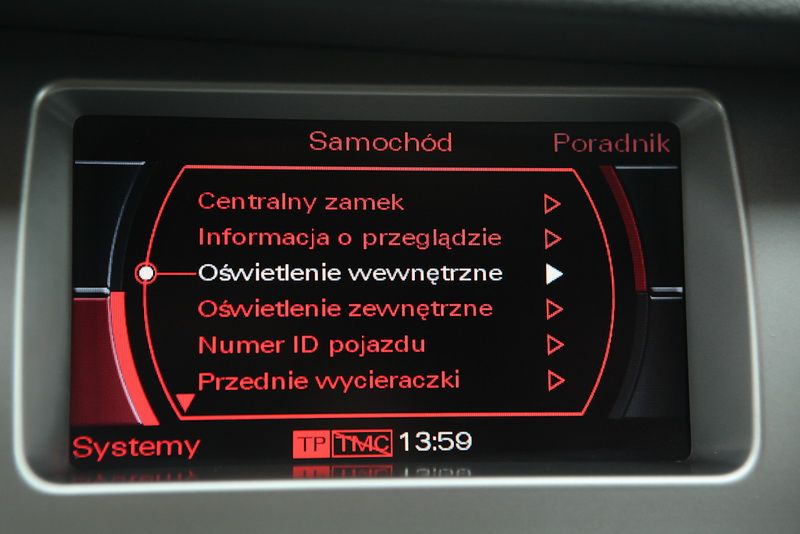 Samochód Poradnik
Centralny zamek
Informacja o przeglądzie
Oświetlenie wewnętrzne
Oświetlenie zewnętrzne
Numer ID pojazdu
Przednie wycieraczki
Systemy TP TMC 13:59